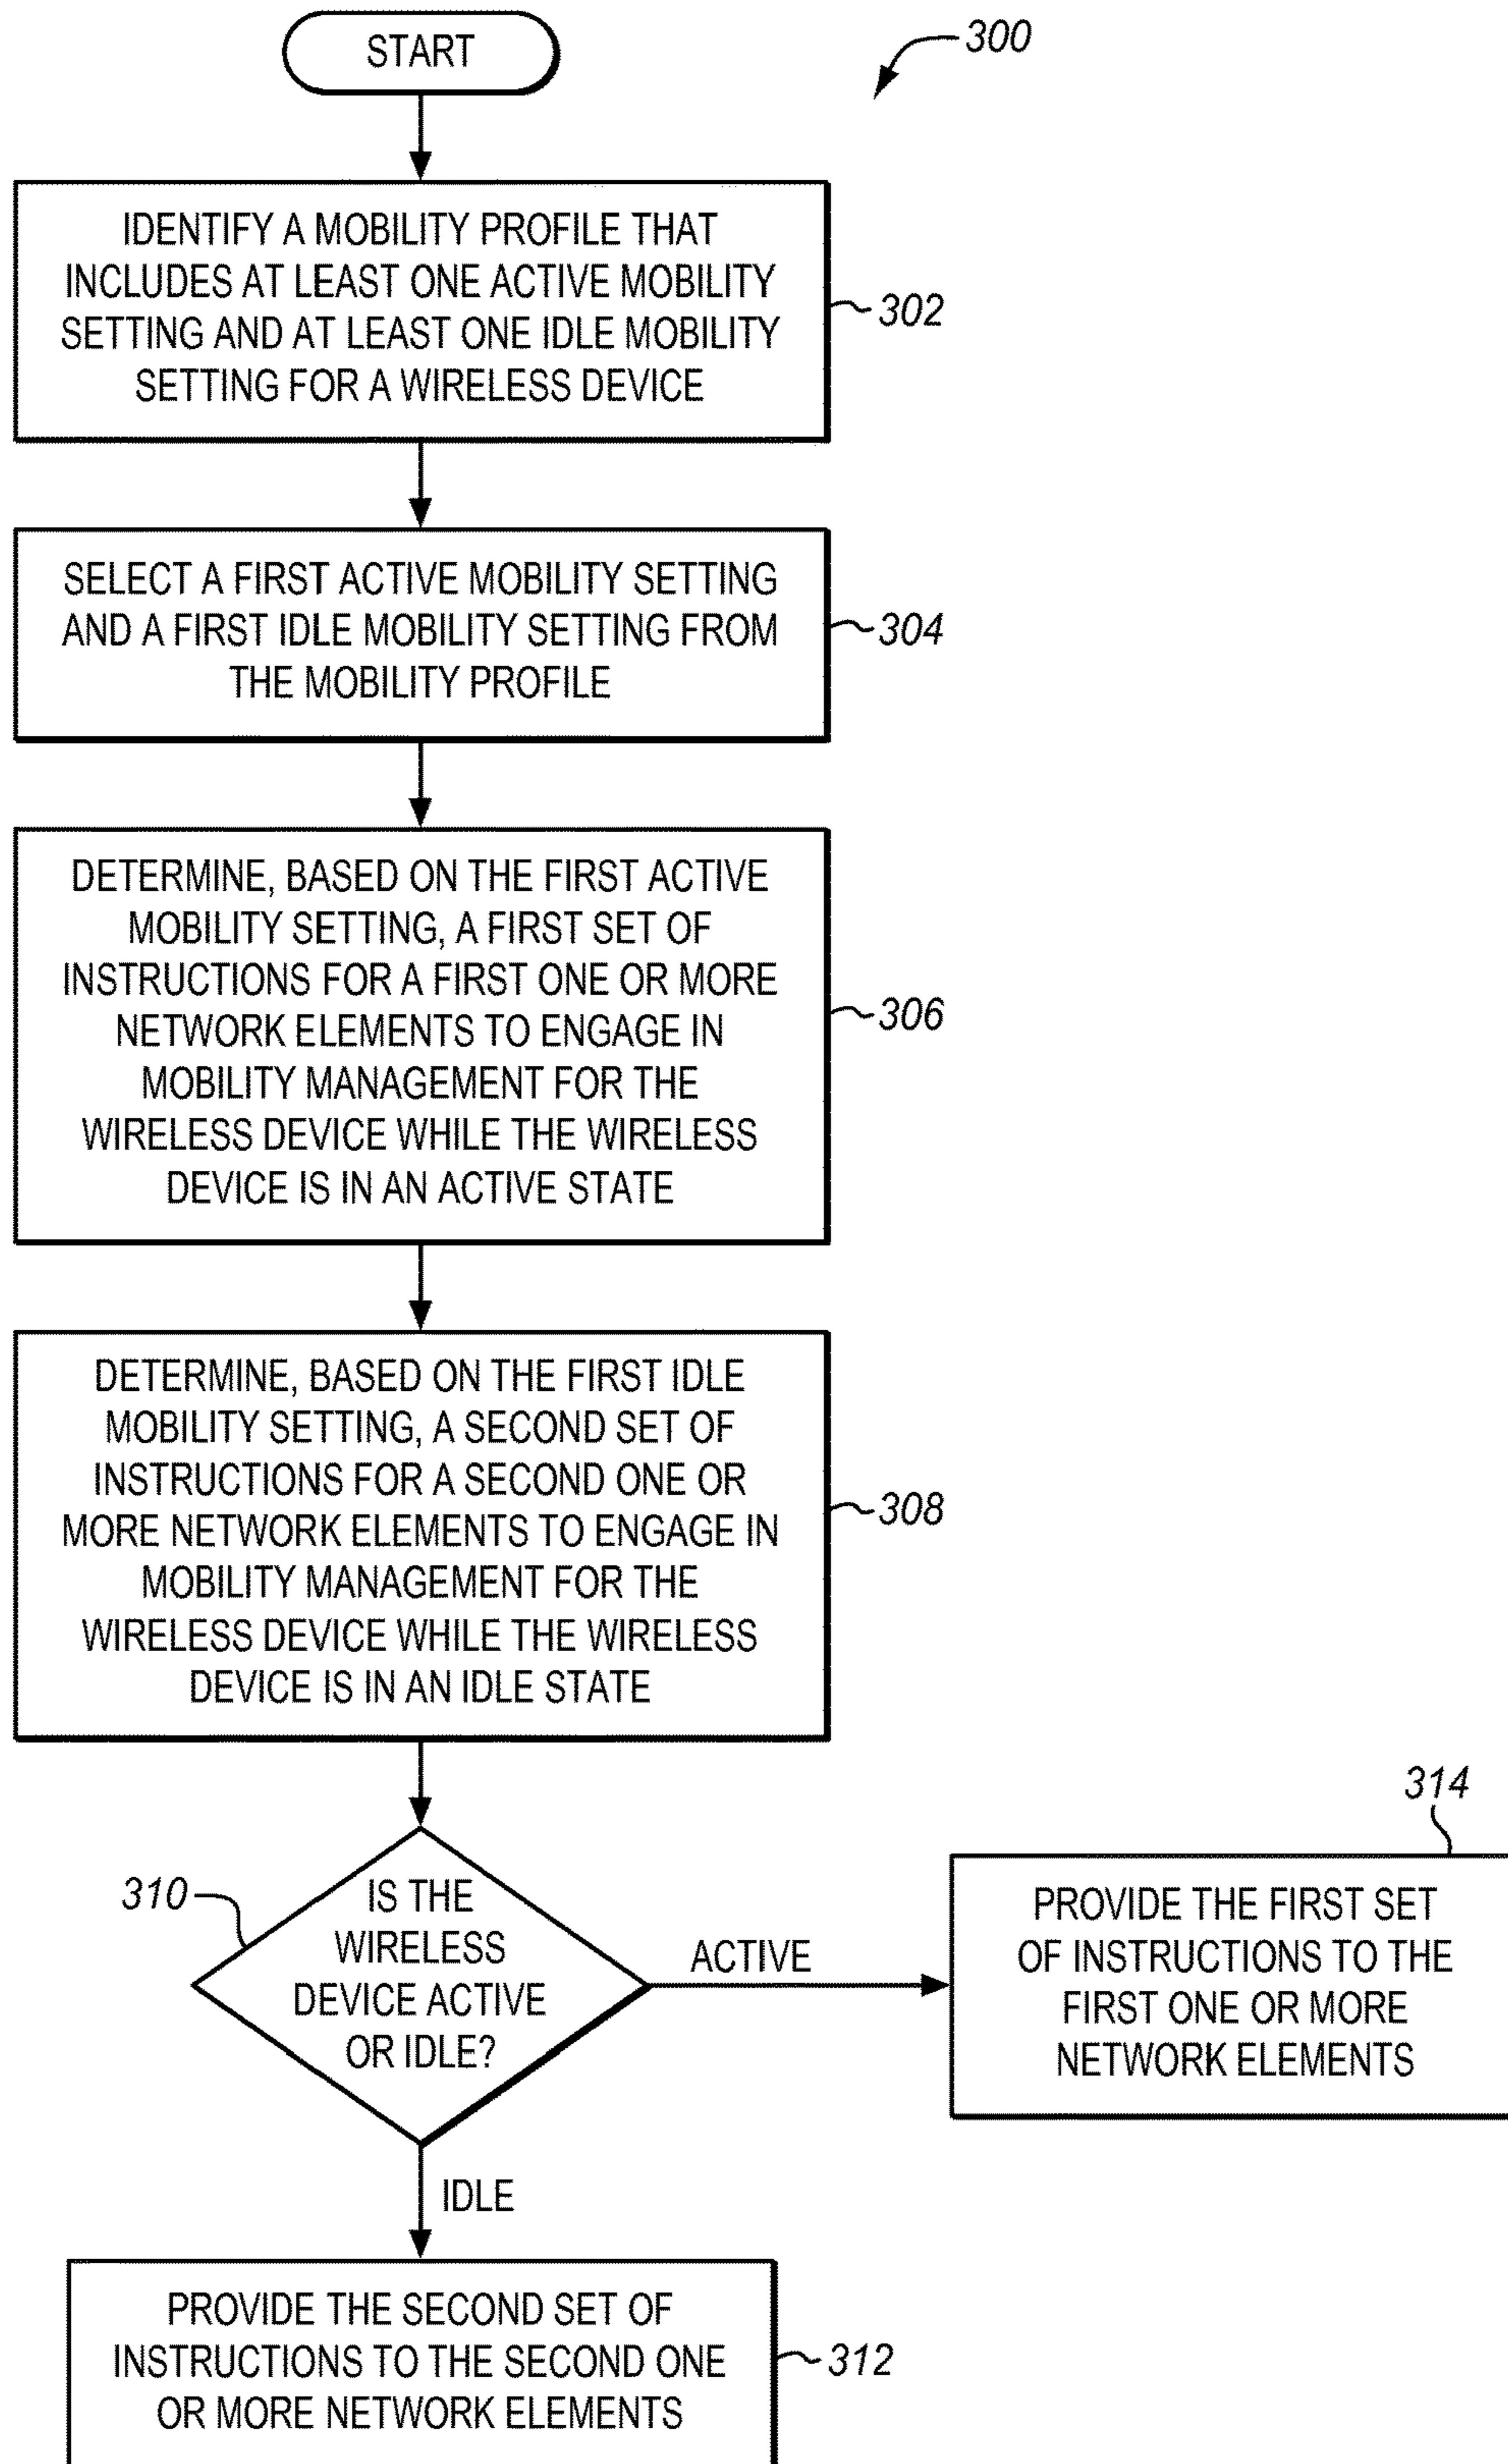 START
300
IDENTIFY A MOBILITY PROFILE THAT
INCLUDES AT LEAST ONE ACTIVE MOBILITY
SETTING AND AT LEAST ONE IDLE MOBILITY
SETTING FOR A WIRELESS DEVICE
302
SELECT A FIRST ACTIVE MOBILITY SETTING
AND A FIRST IDLE MOBILITY SETTING FROM
THE MOBILITY PROFILE
304
DETERMINE, BASED ON THE FIRST ACTIVE
MOBILITY SETTING, A FIRST SET OF
INSTRUCTIONS FOR A FIRST ONE OR MORE
NETWORK ELEMENTS TO ENGAGE IN
MOBILITY MANAGEMENT FOR THE
WIRELESS DEVICE WHILE THE WIRELESS
DEVICE IS IN AN ACTIVE STATE
306
DETERMINE, BASED ON THE FIRST IDLE
MOBILITY SETTING, A SECOND SET OF
INSTRUCTIONS FOR A SECOND ONE OR
MORE NETWORK ELEMENTS TO ENGAGE IN
MOBILITY MANAGEMENT FOR THE
WIRELESS DEVICE WHILE THE WIRELESS
DEVICE IS IN AN IDLE STATE
308
310
IS THE
WIRELESS
DEVICE ACTIVE
OR IDLE?
ACTIVE
314
PROVIDE THE FIRST SET
OF INSTRUCTIONS TO THE
FIRST ONE OR MORE
NETWORK ELEMENTS
IDLE
PROVIDE THE SECOND SET OF
INSTRUCTIONS TO THE SECOND ONE
OR MORE NETWORK ELEMENTS
312